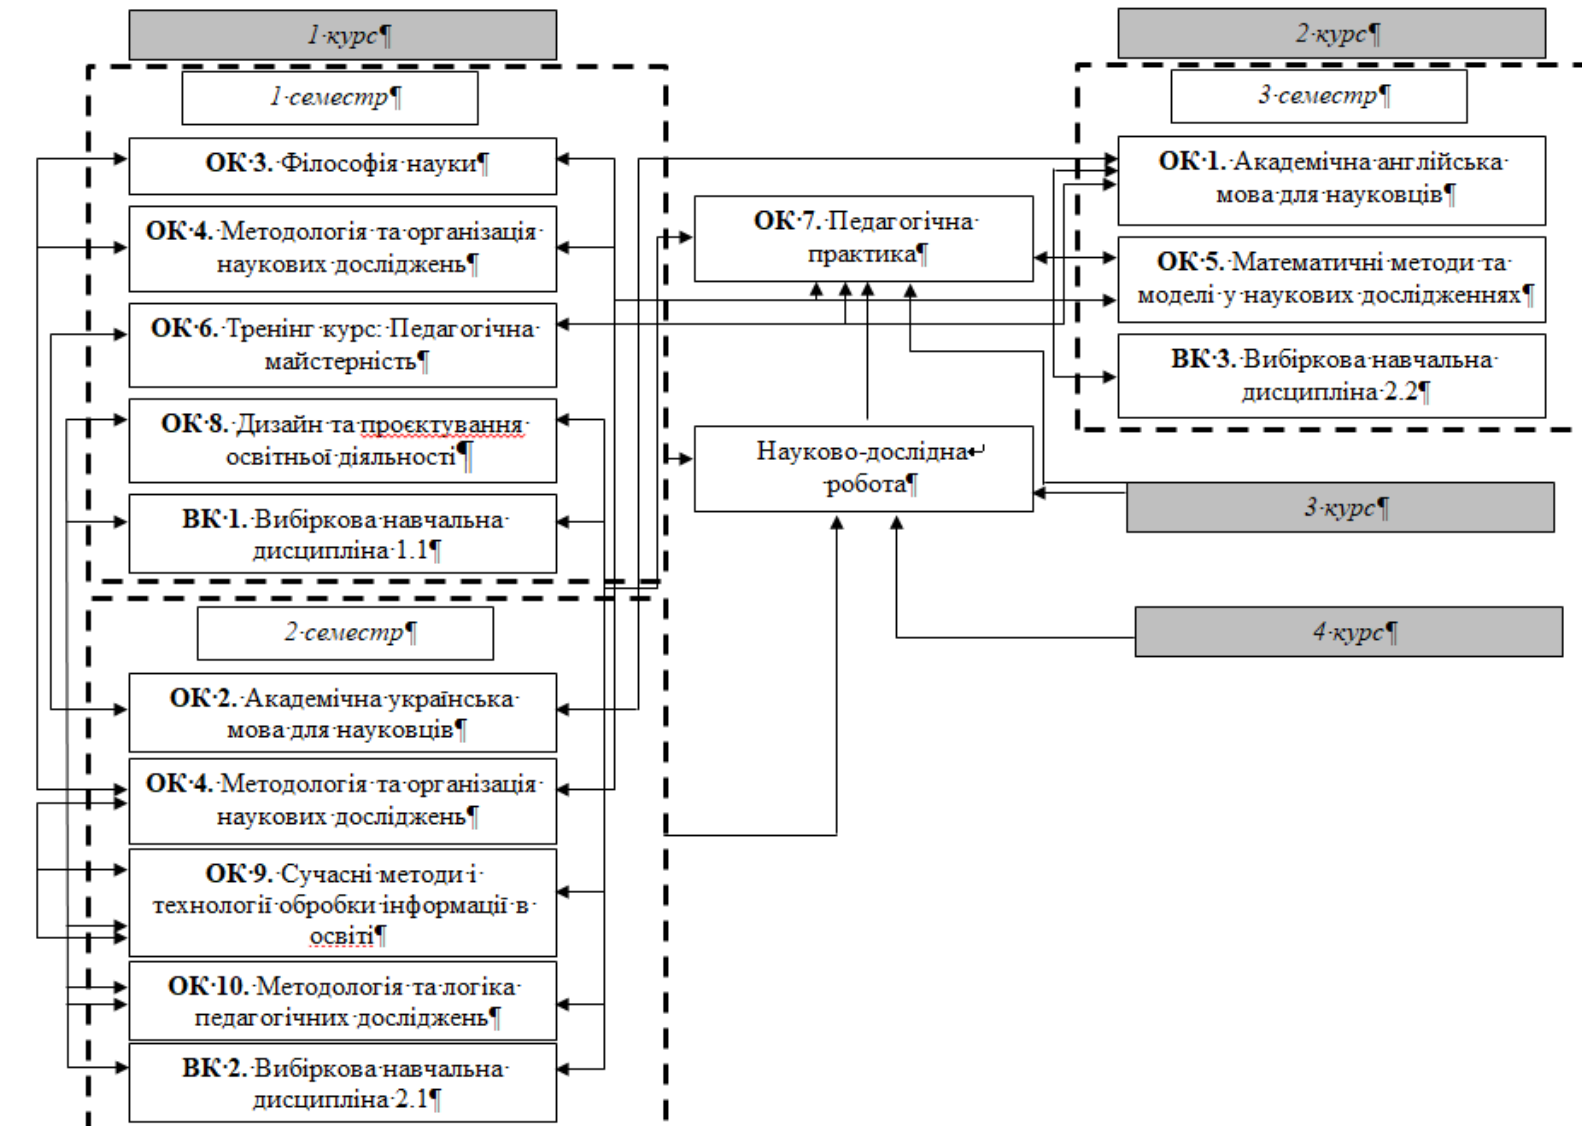 1·курс¶
1·семестр¶
ОК·3.·Філософія·науки¶
ОК·4.·Методологія·та·організація·
наукових·досліджень¶
ОК·6.·Тренінг·курс:·Педагогічна·
майстерність¶
ОК·8.·Дизайн·та·проєктування·
освітньої·діяльності¶
ВК·1.·Вибіркова·навчальна·
дисципліна·1.1¶
2·семестр¶
ОК·2.·Академічна·українська·
мова·для·науковців¶
ОК·4.·Методологія·та·організація·
наукових·досліджень¶
ОК·9.·Сучасні·методи·і·
технології·обробки·інформації·в·
освіті¶
ОК·10.·Методологія·та·логіка·
педагогічних·досліджень¶
ВК·2.·Вибіркова·навчальна·
дисципліна·2.1¶
ОК·7.·Педагогічна·
практика¶
Науково-дослідна↵
·робота¶
2·курс¶
3·семестр¶
ОК·1.·Академічна·англійська·
мова·для·науковців¶
ОК·5.·Математичні·методи·та·
моделі·у·наукових·дослідженнях¶
ВК·3.·Вибіркова·навчальна·
дисципліна·2.2¶
3·курс¶
4·курс¶